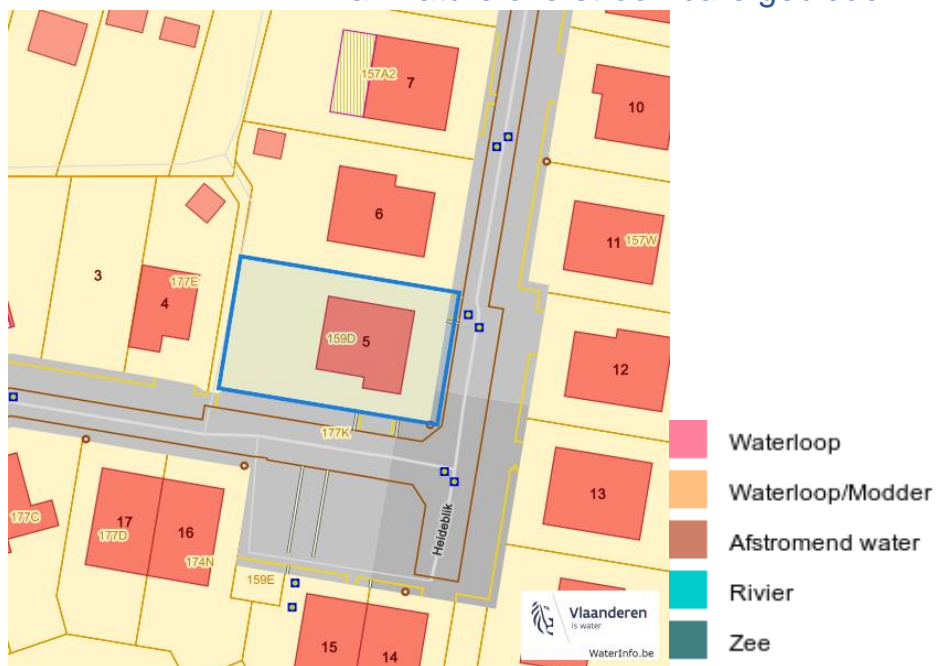 157A2
7
10
6
11
157W
3
177E
4
159D
5
12
177K
Waterloop
Waterloop/Modder
13
177C
17
16
177D
174N
Heideblik
Afstromend water
159E
Rivier
Vlaanderen
is water
15
14
WaterInfo.be
Zee